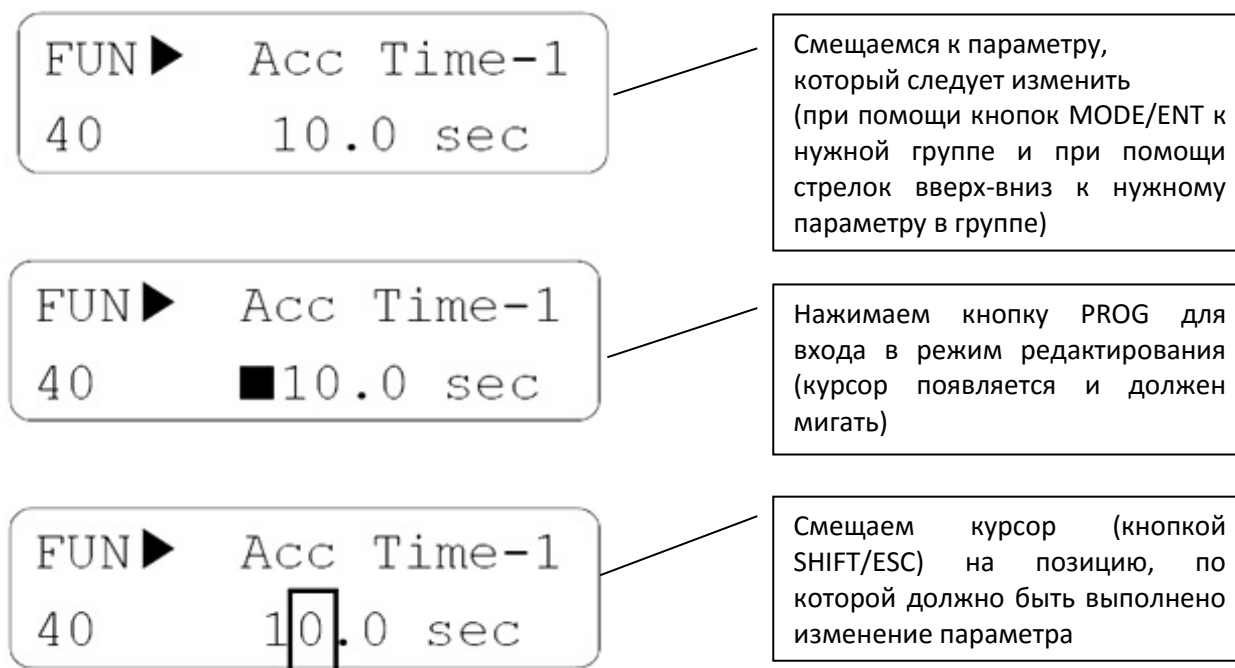 FUN▶ Acc Time-1
40 10.0 sec
Смещаемся к параметру,
который следует изменить
(при помощи кнопок MODE/ENT к
нужной группе и при помощи
стрелок вверх-вниз к нужному
параметру в группе)
FUN▶ Acc Time-1
40 ■10.0 sec
Нажимаем кнопку PROG для
входа в режим редактирования
(курсор появляется и должен
мигать)
FUN▶ Acc Time-1
40 10.0 sec
Смещаем курсор (кнопкой
SHIFT/ESC) на позицию, по
которой должно быть выполнено
изменение параметра